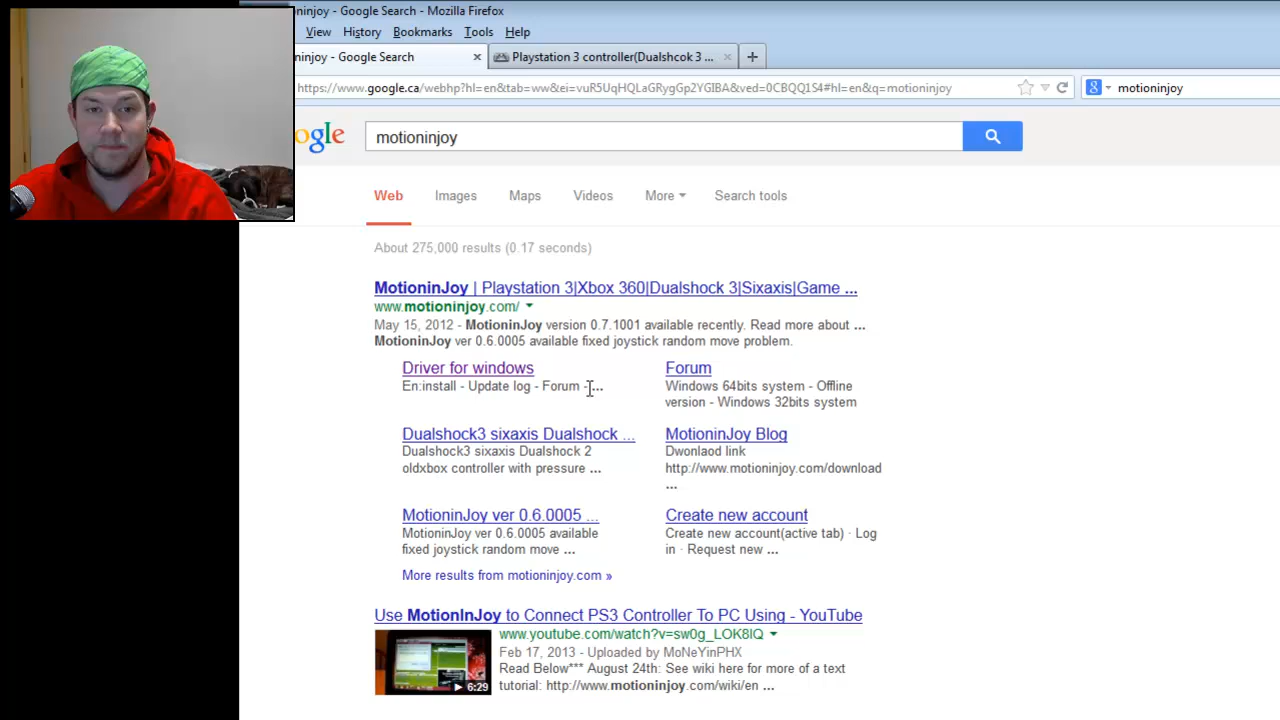 ninjoy - Google Search - Mozilla Firefox
View History Bookmarks Tools Help
ninjoy - Google Search × Playstation 3 controller(Dualshcok 3 ... × +
https://www.google.ca/webhp?hl=en&tab=ww&ei=vuR5UqHQLaGRygGp2YGIBA&ved=0CBQQ1S4#hl=en&q=motioninjoy 8 motioninjoy
ogle motioninjoy
Web Images Maps Videos More Search tools
About 275,000 results (0.17 seconds)
MotioninJoy | Playstation 3|Xbox 360|Dualshock 3|Sixaxis|Game ...
www.motioninjoy.com/
May 15, 2012 - MotioninJoy version 0.7.1001 available recently. Read more about ...
MotioninJoy ver 0.6.0005 available fixed joystick random move problem.
Driver for windows
En:install - Update log - Forum - ...
Forum
Windows 64bits system - Offline
version - Windows 32bits system
Dualshock3 sixaxis Dualshock ...
Dualshock3 sixaxis Dualshock 2
oldxbox controller with pressure ...
MotioninJoy Blog
Dwonlaod link
http://www.motioninjoy.com/download
...
MotioninJoy ver 0.6.0005 ...
MotioninJoy ver 0.6.0005 available
fixed joystick random move ...
Create new account
Create new account(active tab) · Log
in · Request new ...
More results from motioninjoy.com »
Use MotionInJoy to Connect PS3 Controller To PC Using - YouTube
www.youtube.com/watch?v=sw0g_LOK8IQ
Feb 17, 2013 - Uploaded by MoNeYinPHX
Read Below*** August 24th: See wiki here for more of a text
tutorial: http://www.motioninjoy.com/wiki/en ...
6:29